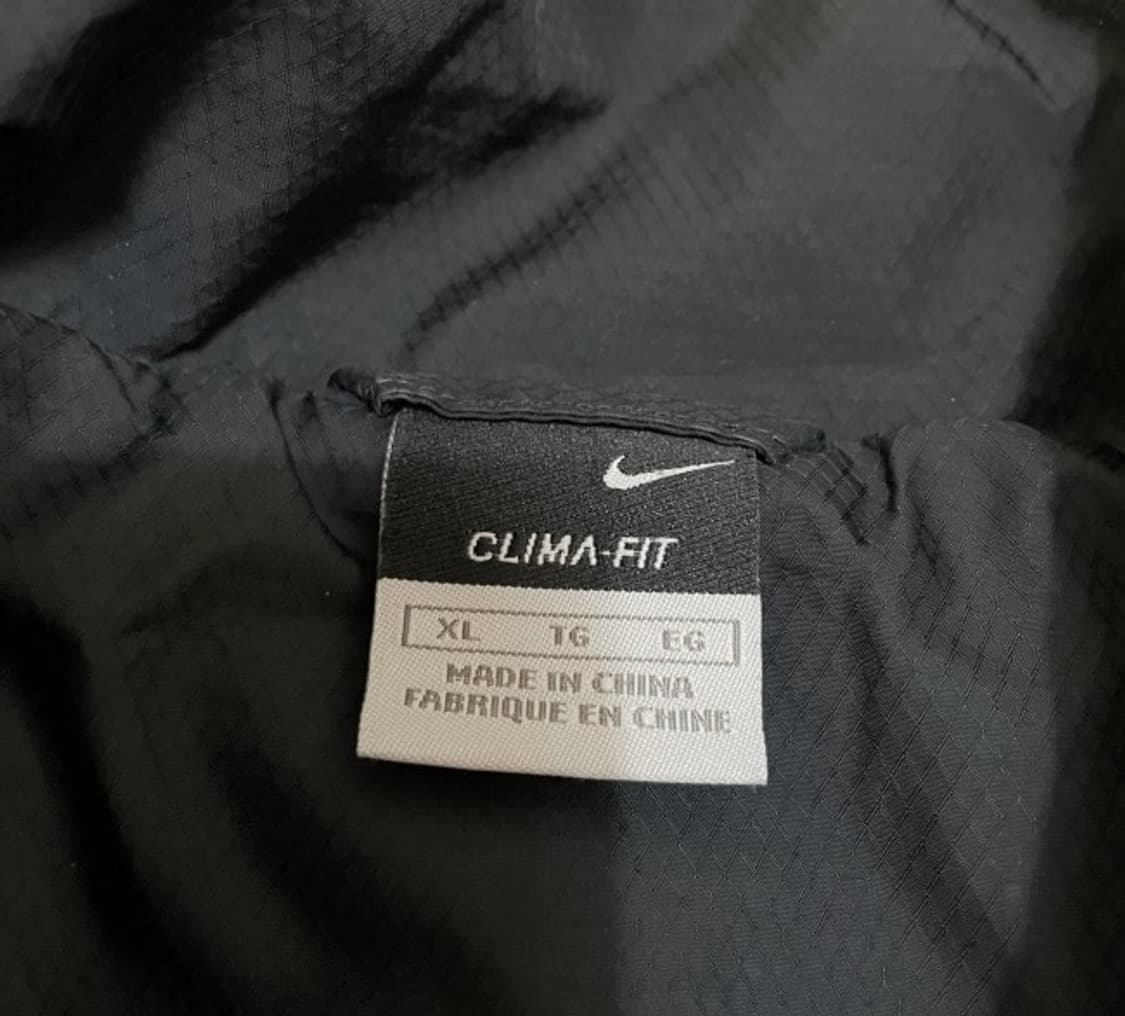 CLIMA-FIT
XL TG EG
MADE IN CHINA
FABRIQUE EN CHINE